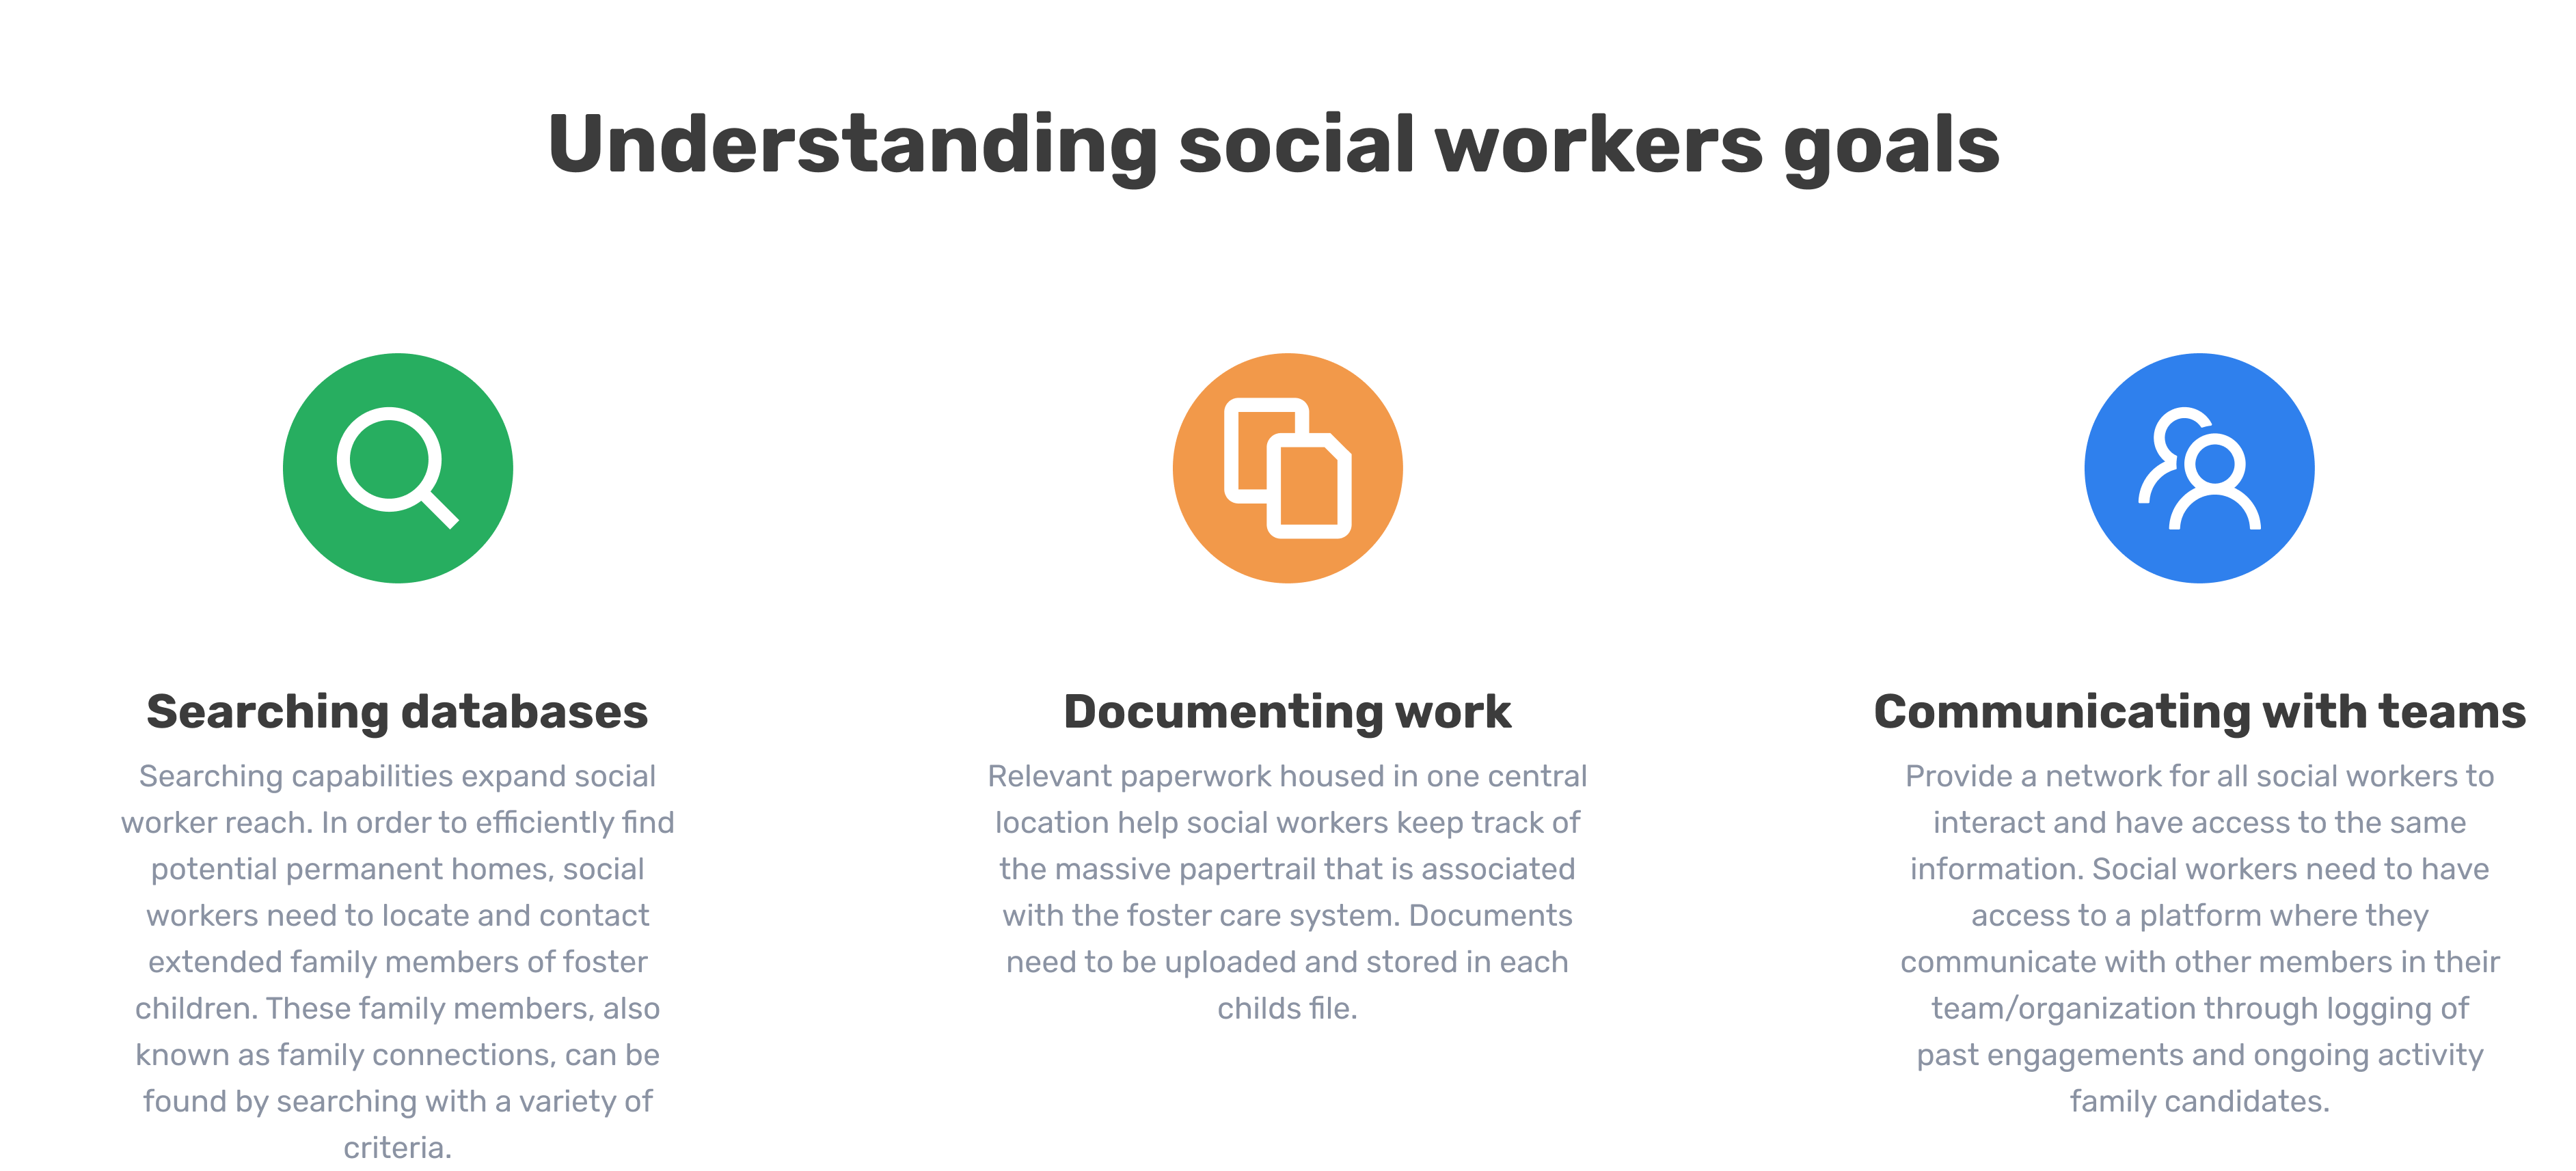 Understanding social workers goals
Searching databases
Searching capabilities expand social
worker reach. In order to efficiently find
potential permanent homes, social
workers need to locate and contact
extended family members of foster
children. These family members, also
known as family connections, can be
found by searching with a variety of
criteria.
Documenting work
Relevant paperwork housed in one central
location help social workers keep track of
the massive papertrail that is associated
with the foster care system. Documents
need to be uploaded and stored in each
childs file.
Communicating with teams
Provide a network for all social workers to
interact and have access to the same
information. Social workers need to have
access to a platform where they
communicate with other members in their
team/organization through logging of
past engagements and ongoing activity
family candidates.